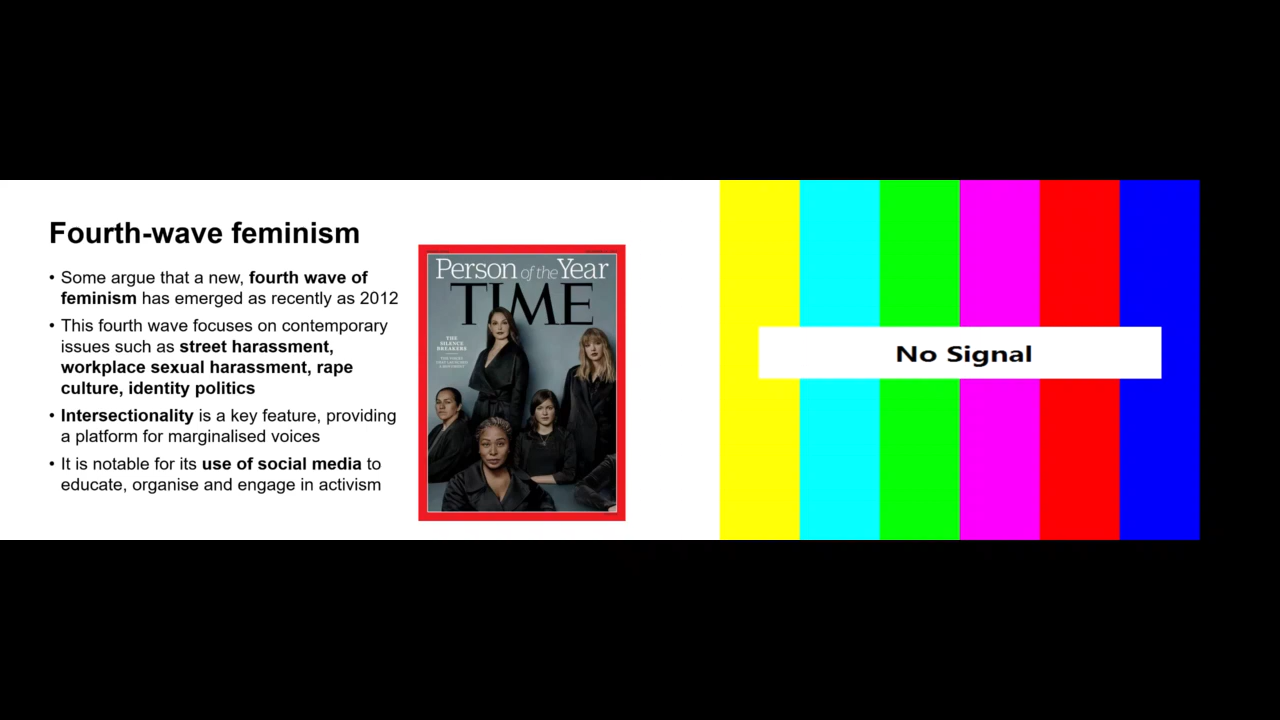 Fourth-wave feminism
• Some argue that a new, fourth wave of
feminism has emerged as recently as 2012
• This fourth wave focuses on contemporary
issues such as street harassment,
workplace sexual harassment, rape
culture, identity politics
• Intersectionality is a key feature, providing
a platform for marginalised voices
• It is notable for its use of social media to
educate, organise and engage in activism
Person of the Year
TIME
THE
SILENCE
BREAKERS
No Signal